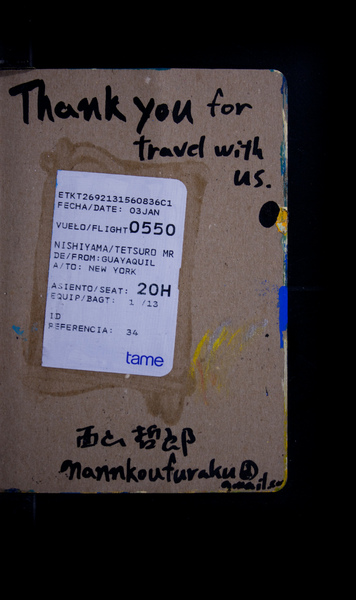 Thank you for
travel with
us.
ETKT2692131560836C1
FECHA/DATE: 03JAN
VUELO/FLIGHT 0550
NISHIYAMA/TETSURO MR
DE/FROM: GUAYAQUIL
A/TO: NEW YORK
ASIENTO/SEAT: 20H
EQUIP/BAGT: 1 /13
ID
REFERENCIA: 34
tame
西山哲郎
nannkoufuraku@